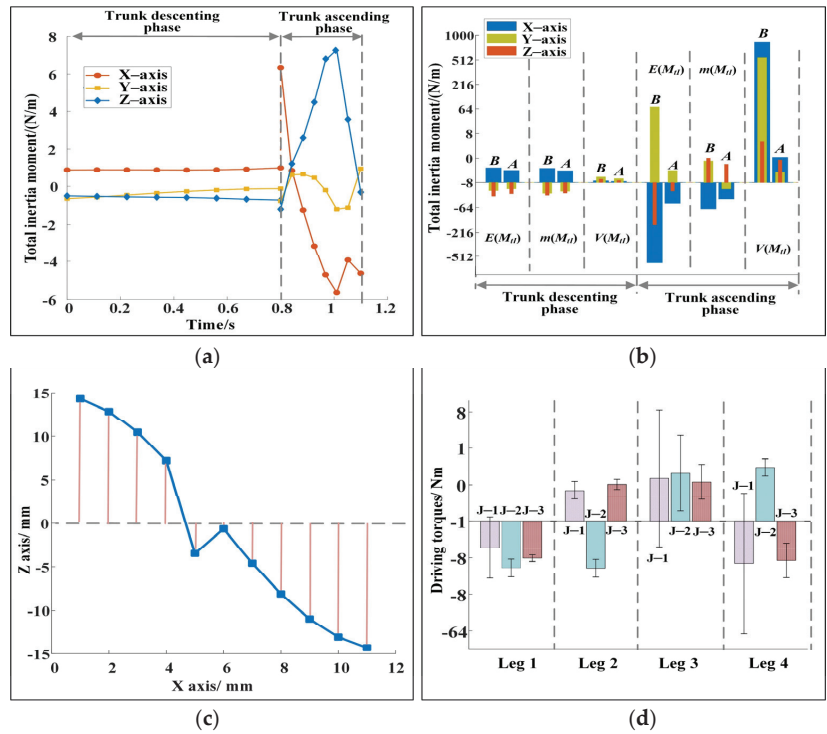 Trunk descenting
phase
Trunk ascending
phase
8
6
4
2
0
-2
-4
-6
Total inertia moment/(N/m)
X—axis
Y—axis
Z—axis
0
0.2
0.4
0.6
0.8
1
1.2
Time/s
(a)
1000
512
216
64
8
0
-8
-64
-216
-512
Total inertia moment/(N/m)
X—axis
Y—axis
Z—axis
E(Mtl)
m(Mtl)
B
A
B
A
B
A
B
A
B
A
B
A
E(Mtl)
m(Mtl)
V(Mtl)
V(Mtl)
Trunk descenting
phase
Trunk ascending
phase
(b)
15
10
5
0
-5
-10
-15
Z axis/ mm
0
2
4
6
8
10
12
X axis/ mm
(c)
8
1
0
-1
-8
-8
-64
Driving torques/ Nm
J—1
J—2
J—3
J—1
J—2
J—3
J—1
J—2
J—3
J—1
J—2
J—3
Leg 1
Leg 2
Leg 3
Leg 4
(d)